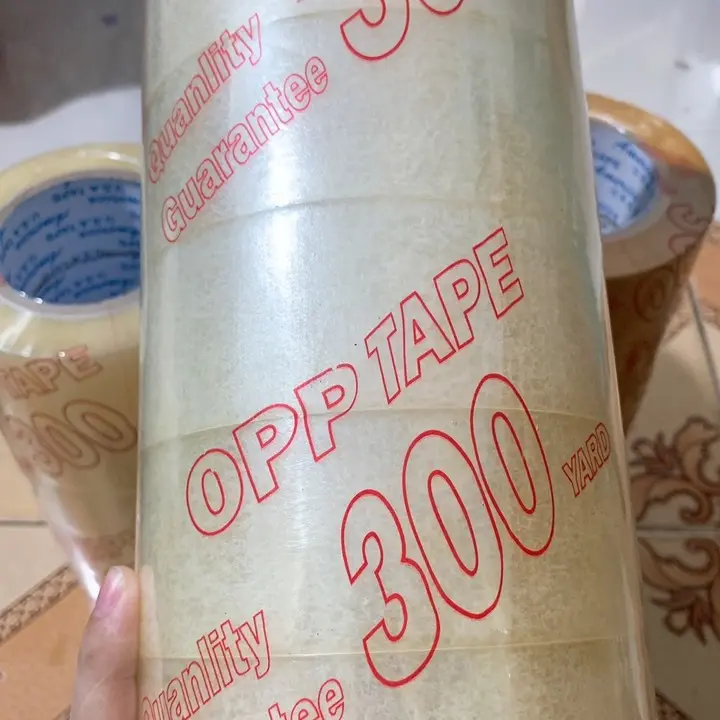 Quanlity
Guarantee
OPP TAPE
300
YARD
Quanlity
TAPE
300